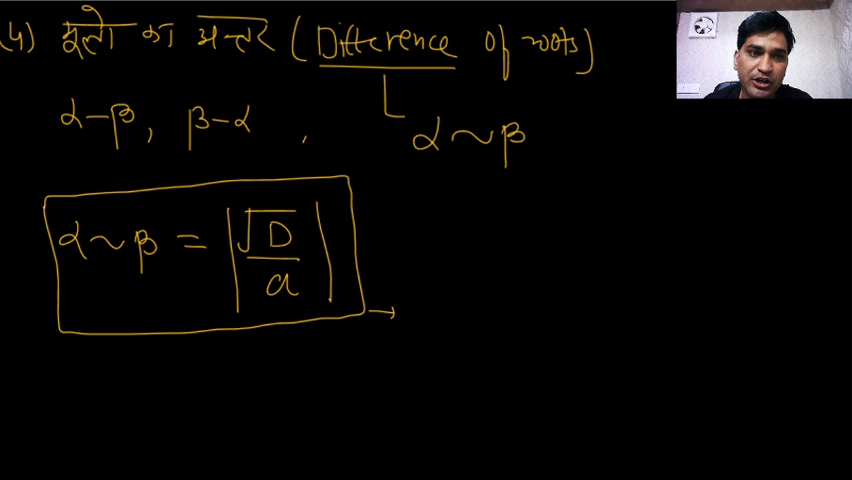 (4) मूलो का अन्तर (Difference of roots)
α-β, β-α , α~β
α~β = |√D/a| →